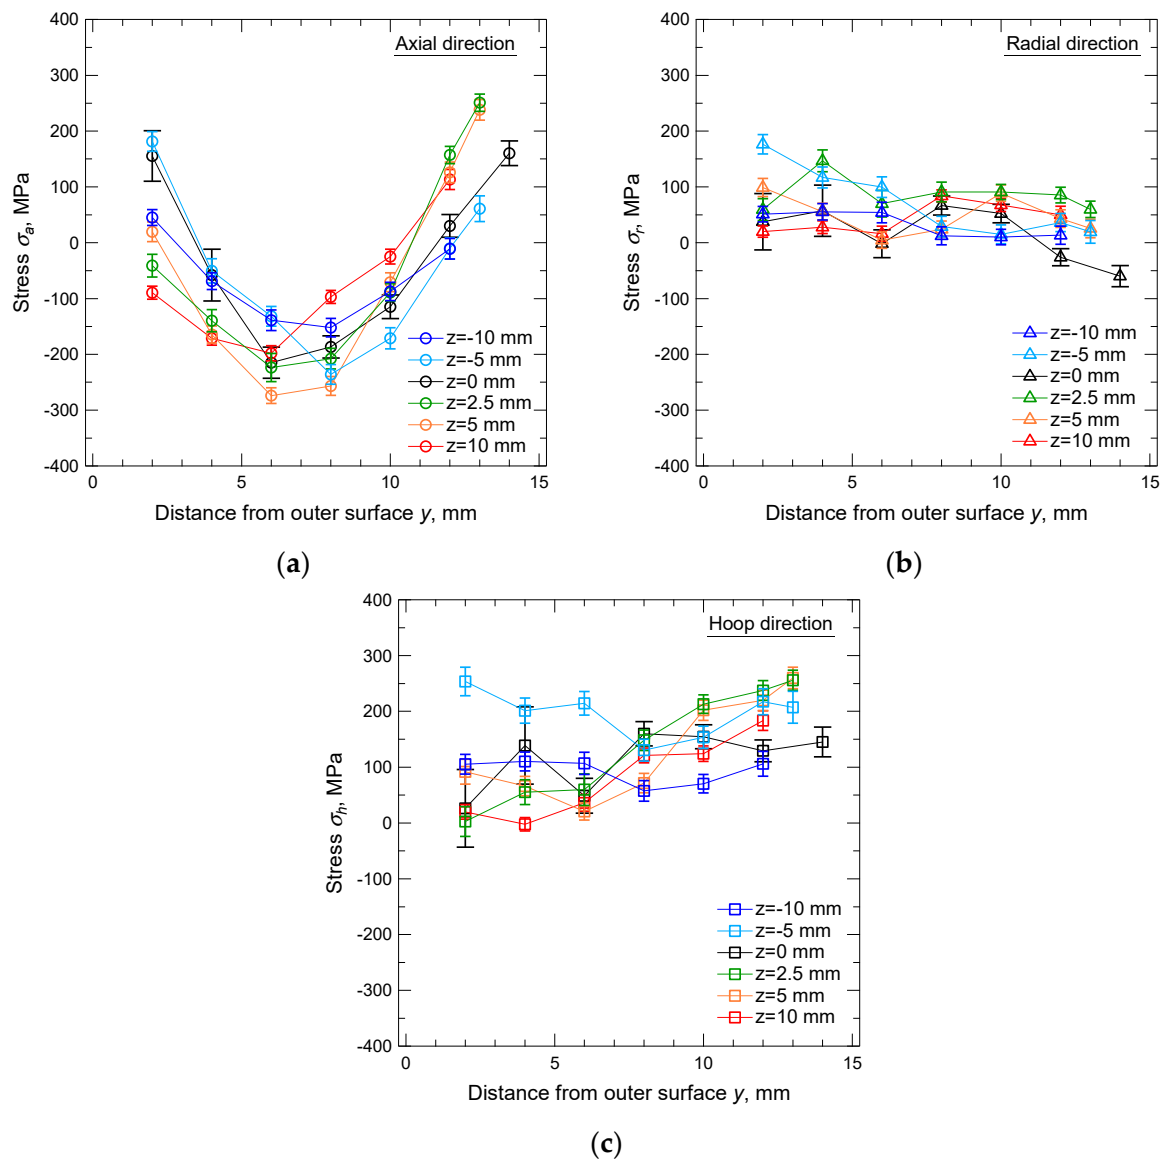 400
300
200
100
0
-100
-200
-300
-400
Stress σa, MPa
Axial direction
z=-10 mm
z=-5 mm
z=0 mm
z=2.5 mm
z=5 mm
z=10 mm
0 5 10 15
Distance from outer surface y, mm
(a)
400
300
200
100
0
-100
-200
-300
-400
Stress σr, MPa
Radial direction
z=-10 mm
z=-5 mm
z=0 mm
z=2.5 mm
z=5 mm
z=10 mm
0 5 10 15
Distance from outer surface y, mm
(b)
400
300
200
100
0
-100
-200
-300
-400
Stress σh, MPa
Hoop direction
z=-10 mm
z=-5 mm
z=0 mm
z=2.5 mm
z=5 mm
z=10 mm
0 5 10 15
Distance from outer surface y, mm
(c)